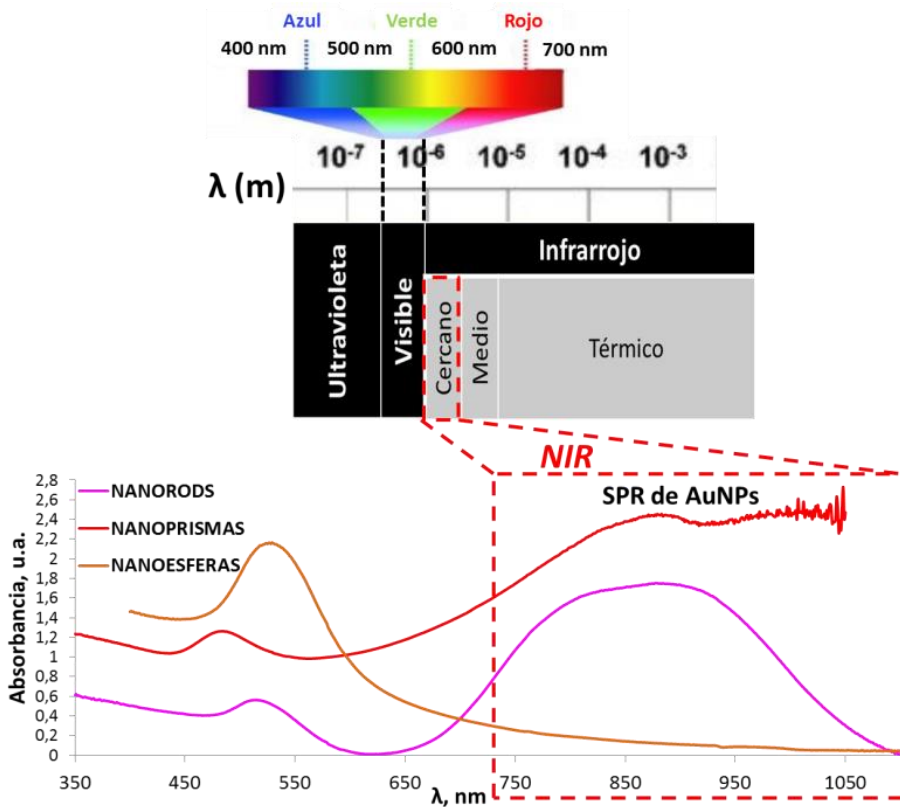 Azul Verde Rojo
400 nm 500 nm 600 nm 700 nm
10-7 10-6 10-5 10-4 10-3
λ (m)
Ultravioleta
Visible
Infrarrojo
Cercano
Medio
Térmico
NIR
SPR de AuNPs
NANORODS
NANOPRISMAS
NANOESFERAS
Absorbancia, u.a.
2,8
2,6
2,4
2,2
2
1,8
1,6
1,4
1,2
1
0,8
0,6
0,4
0,2
0
350 450 550 650 750 850 950 1050
λ, nm